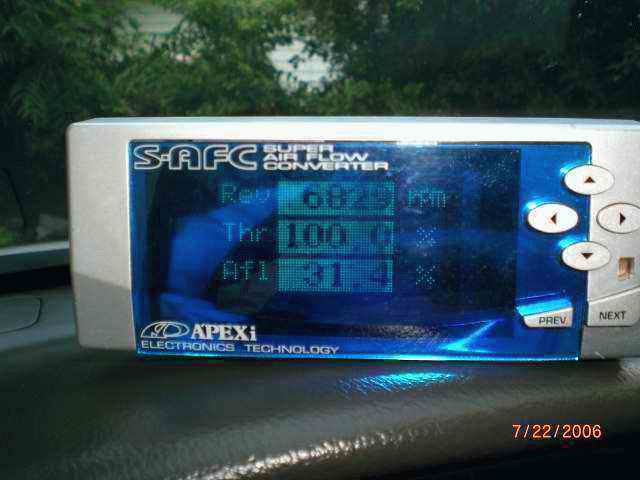 S-AFC SUPER AIR FLOW CONVERTER
Rev 6829 rpm
Thr 100.0 %
Afl 31.4 %
PREV
NEXT
APEXi
ELECTRONICS TECHNOLOGY
7/22/2006